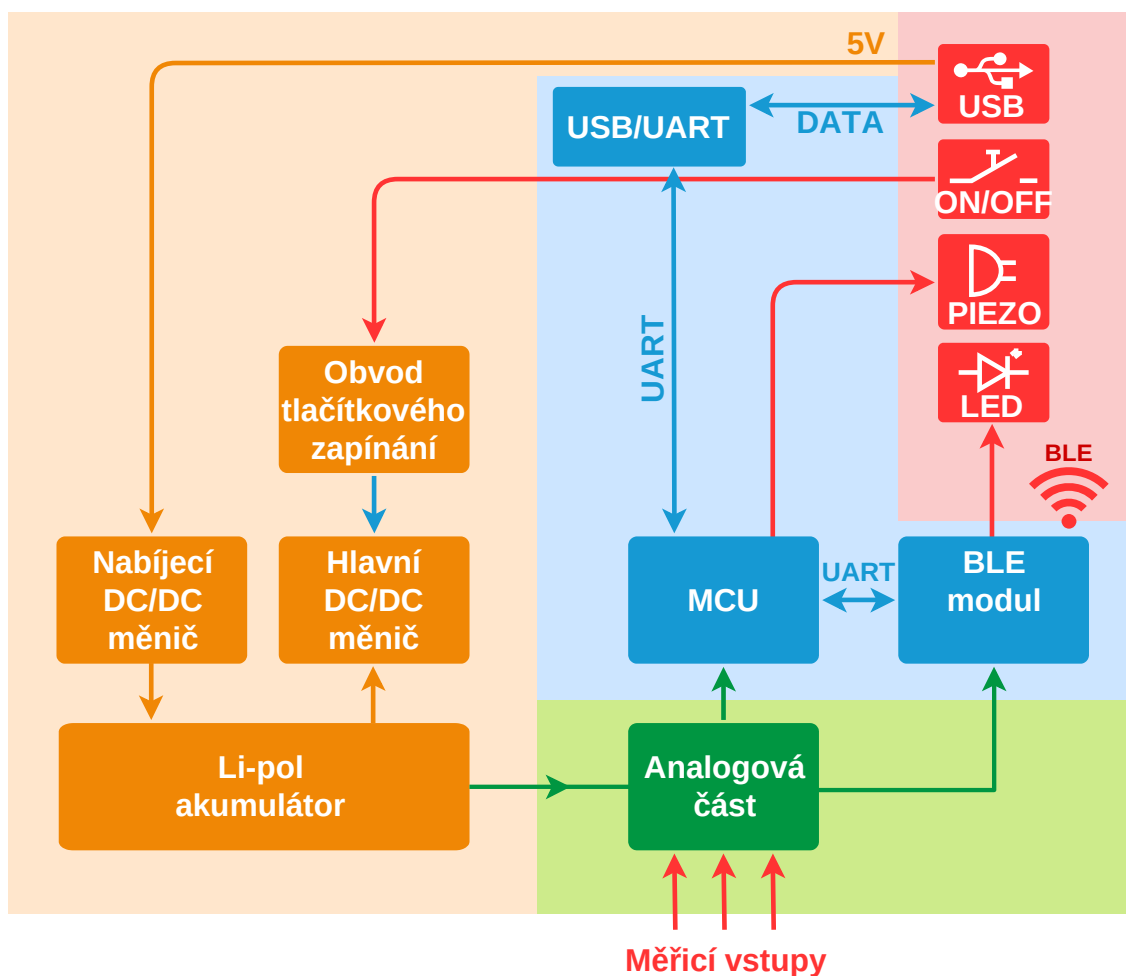 5V
USB
USB/UART
DATA
ON/OFF
PIEZO
UART
Obvod
tlačítkového
zapínání
LED
BLE
Nabíjecí
DC/DC
měnič
Hlavní
DC/DC
měnič
MCU
UART
BLE
modul
Li-pol
akumulátor
Analogová
část
Měřicí vstupy